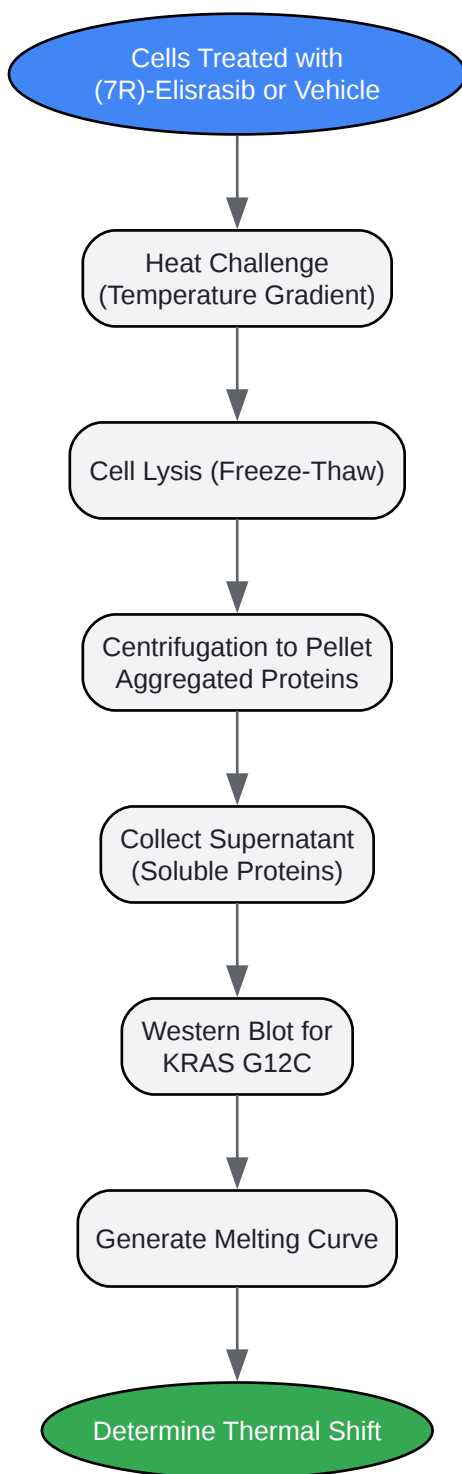 Cells Treated with
(7R)-Elisrasib or Vehicle
Heat Challenge
(Temperature Gradient)
Cell Lysis (Freeze-Thaw)
Centrifugation to Pellet
Aggregated Proteins
Collect Supernatant
(Soluble Proteins)
Western Blot for
KRAS G12C
Generate Melting Curve
Determine Thermal Shift